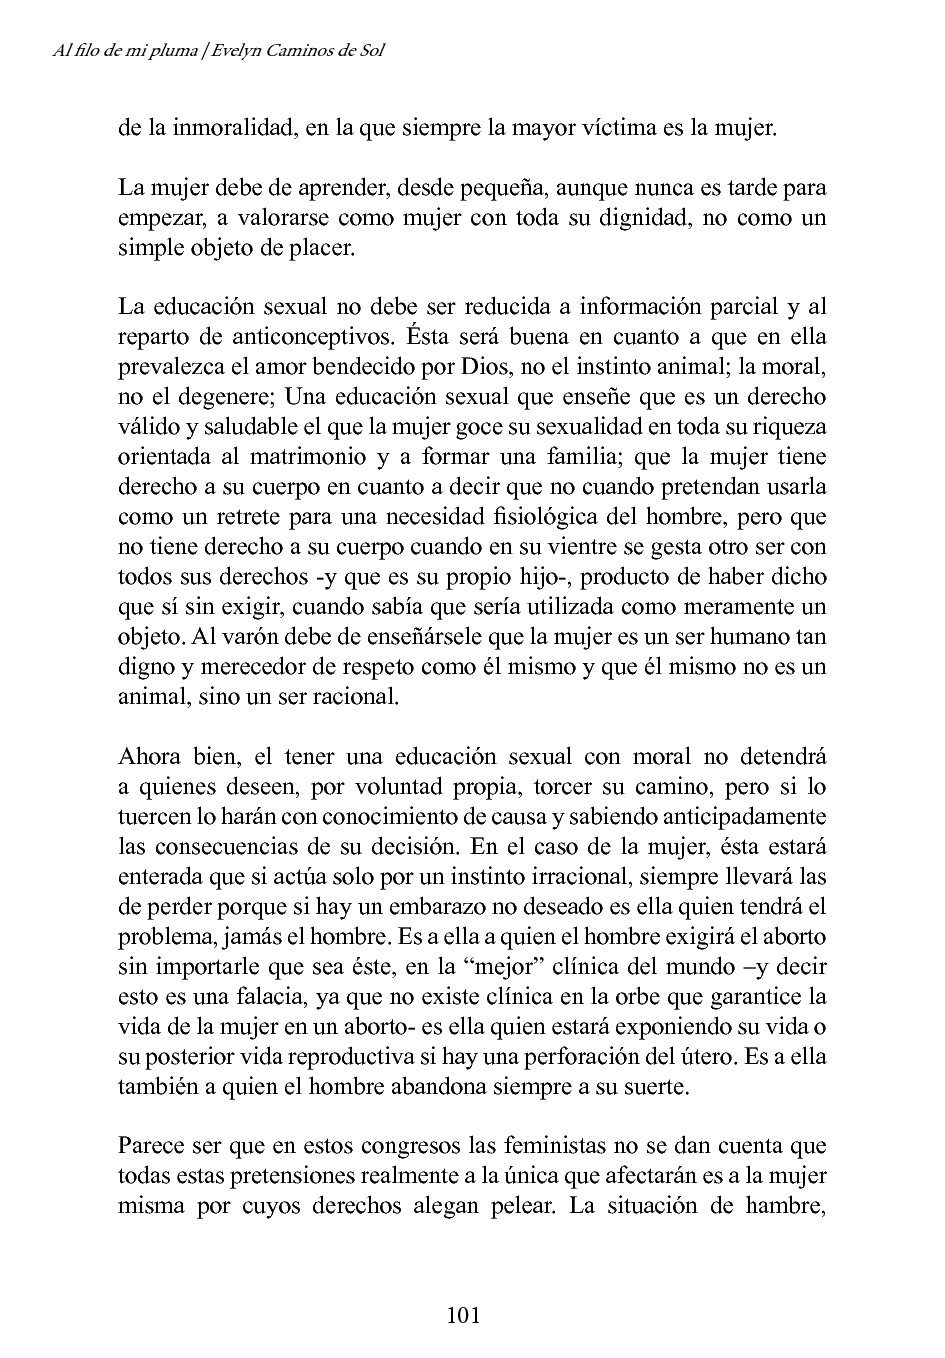 Al filo de mi pluma | Evelyn Caminos de Sol
de la inmoralidad, en la que siempre la mayor víctima es la mujer.
La mujer debe de aprender, desde pequeña, aunque nunca es tarde para
empezar, a valorarse como mujer con toda su dignidad, no como un
simple objeto de placer.
La educación sexual no debe ser reducida a información parcial y al
reparto de anticonceptivos. Ésta será buena en cuanto a que en ella
prevalezca el amor bendecido por Dios, no el instinto animal; la moral,
no el degenere; Una educación sexual que enseñe que es un derecho
válido y saludable el que la mujer goce su sexualidad en toda su riqueza
orientada al matrimonio y a formar una familia; que la mujer tiene
derecho a su cuerpo en cuanto a decir que no cuando pretendan usarla
como un retrete para una necesidad fisiológica del hombre, pero que
no tiene derecho a su cuerpo cuando en su vientre se gesta otro ser con
todos sus derechos -y que es su propio hijo-, producto de haber dicho
que sí sin exigir, cuando sabía que sería utilizada como meramente un
objeto. Al varón debe de enseñársele que la mujer es un ser humano tan
digno y merecedor de respeto como él mismo y que él mismo no es un
animal, sino un ser racional.
Ahora bien, el tener una educación sexual con moral no detendrá
a quienes deseen, por voluntad propia, torcer su camino, pero si lo
tuercen lo harán con conocimiento de causa y sabiendo anticipadamente
las consecuencias de su decisión. En el caso de la mujer, ésta estará
enterada que si actúa solo por un instinto irracional, siempre llevará las
de perder porque si hay un embarazo no deseado es ella quien tendrá el
problema, jamás el hombre. Es a ella a quien el hombre exigirá el aborto
sin importarle que sea éste, en la “mejor” clínica del mundo –y decir
esto es una falacia, ya que no existe clínica en la orbe que garantice la
vida de la mujer en un aborto- es ella quien estará exponiendo su vida o
su posterior vida reproductiva si hay una perforación del útero. Es a ella
también a quien el hombre abandona siempre a su suerte.
Parece ser que en estos congresos las feministas no se dan cuenta que
todas estas pretensiones realmente a la única que afectarán es a la mujer
misma por cuyos derechos alegan pelear. La situación de hambre,
101